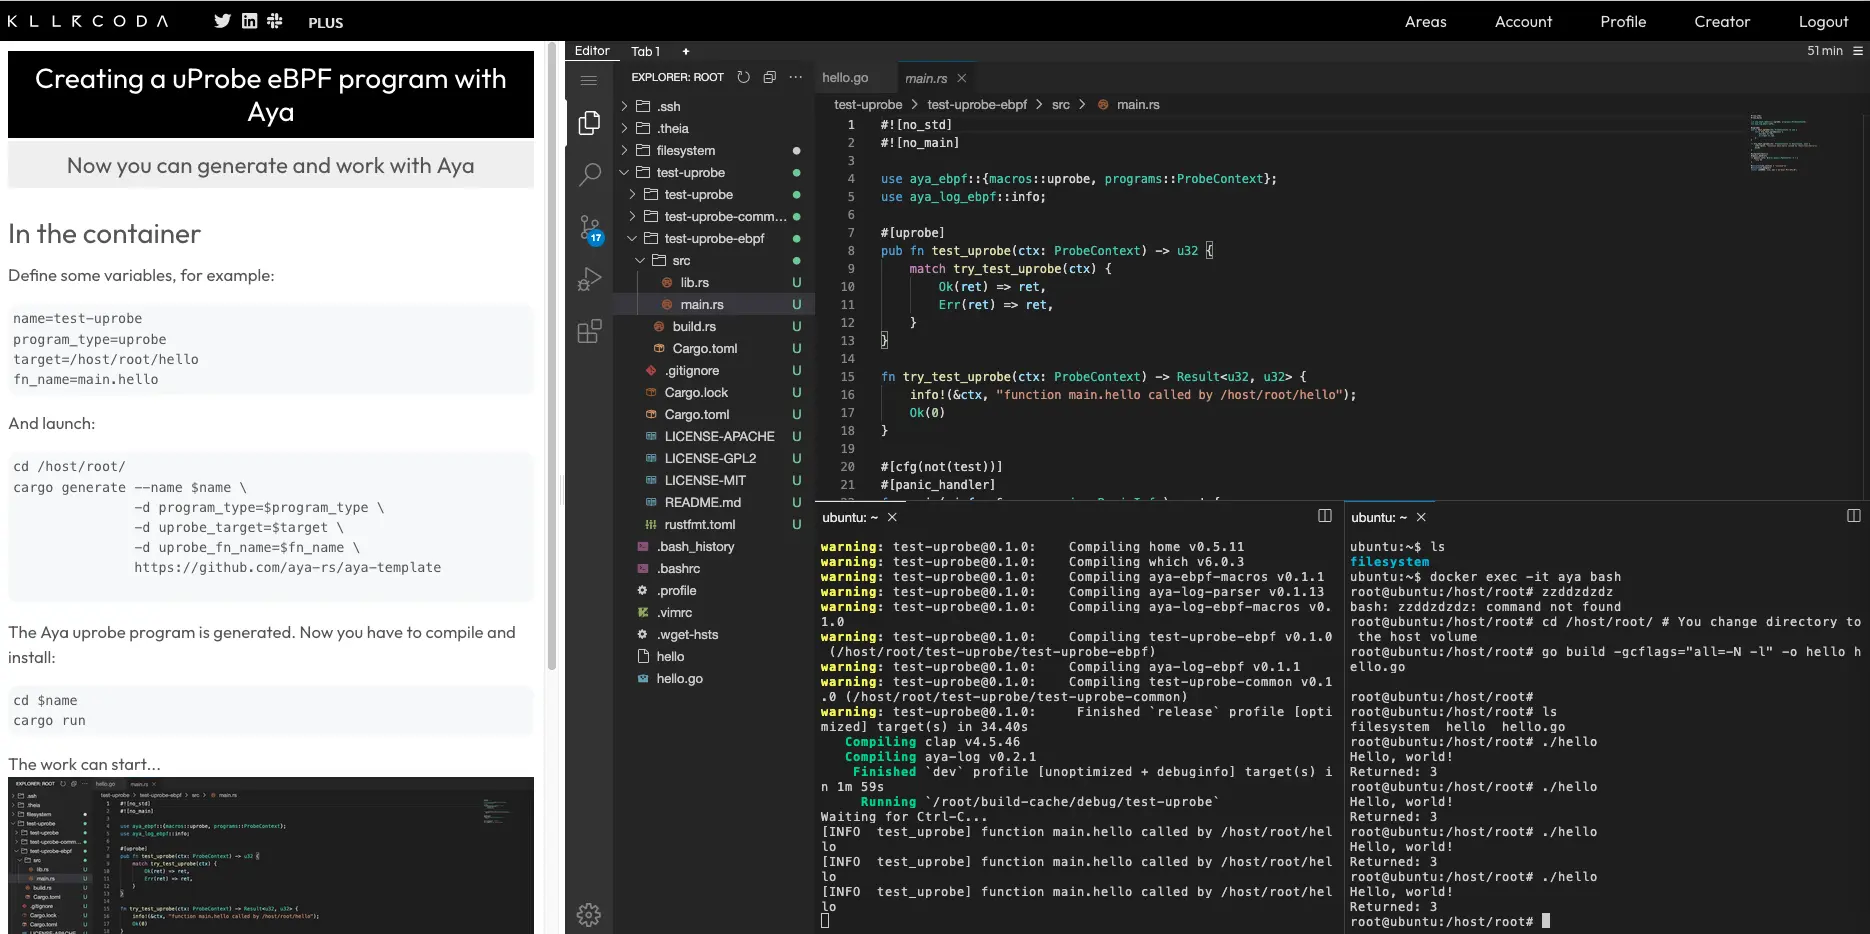 KLLRCODA
PLUS
Areas
Account
Profile
Creator
Logout
Creating a uProbe eBPF program with
Aya
Now you can generate and work with Aya
In the container
Define some variables, for example:
name=test-uprobe
program_type=uprobe
target=/host/root/hello
fn_name=main.hello
And launch:
cd /host/root/
cargo generate --name $name \
-d program_type=$program_type \
-d uprobe_target=$target \
-d uprobe_fn_name=$fn_name \
https://github.com/aya-rs/aya-template
The Aya uprobe program is generated. Now you have to compile and
install:
cd $name
cargo run
The work can start...
Editor
Tab 1
+
51 min
EXPLORER: ROOT
.ssh
.theia
filesystem
test-uprobe
test-uprobe
test-uprobe-comm...
17
test-uprobe-ebpf
src
lib.rs U
main.rs U
build.rs U
Cargo.toml U
.gitignore U
Cargo.lock U
Cargo.toml U
LICENSE-APACHE U
LICENSE-GPL2 U
LICENSE-MIT U
README.md U
rustfmt.toml U
.bash_history
.bashrc
.profile
.vimrc
.wget-hsts
hello
hello.go
hello.go
main.rs
test-uprobe > test-uprobe-ebpf > src > main.rs
1 #![no_std]
2 #![no_main]
3
4 use aya_ebpf::{macros::uprobe, programs::ProbeContext};
5 use aya_log_ebpf::info;
6
7 #[uprobe]
8 pub fn test_uprobe(ctx: ProbeContext) -> u32 {
9 match try_test_uprobe(ctx) {
10 Ok(ret) => ret,
11 Err(ret) => ret,
12 }
13 }
14
15 fn try_test_uprobe(ctx: ProbeContext) -> Result<u32, u32> {
16 info!(&ctx, "function main.hello called by /host/root/hello");
17 Ok(0)
18 }
19
20 #[cfg(not(test))]
21 #[panic_handler]
ubuntu: ~
warning: test-uprobe@0.1.0: Compiling home v0.5.11
warning: test-uprobe@0.1.0: Compiling which v6.0.3
warning: test-uprobe@0.1.0: Compiling aya-ebpf-macros v0.1.1
warning: test-uprobe@0.1.0: Compiling aya-log-parser v0.1.13
warning: test-uprobe@0.1.0: Compiling aya-log-ebpf-macros v0.
1.0
warning: test-uprobe@0.1.0: Compiling test-uprobe-ebpf v0.1.0
(/host/root/test-uprobe/test-uprobe-ebpf)
warning: test-uprobe@0.1.0: Compiling aya-log-ebpf v0.1.1
warning: test-uprobe@0.1.0: Compiling test-uprobe-common v0.1
.0 (/host/root/test-uprobe/test-uprobe-common)
warning: test-uprobe@0.1.0: Finished `release` profile [opti
mized] target(s) in 34.40s
Compiling clap v4.5.46
Compiling aya-log v0.2.1
Finished `dev` profile [unoptimized + debuginfo] target(s) i
n 1m 59s
Running `/root/build-cache/debug/test-uprobe`
Waiting for Ctrl-C...
[INFO  test_uprobe] function main.hello called by /host/root/hel
lo
[INFO  test_uprobe] function main.hello called by /host/root/hel
lo
[INFO  test_uprobe] function main.hello called by /host/root/hel
lo
ubuntu: ~
ubuntu:~$ ls
filesystem
ubuntu:~$ docker exec -it aya bash
root@ubuntu:/host/root# zzddzdzdz
bash: zzddzdzdz: command not found
root@ubuntu:/host/root# cd /host/root/ # You change directory to
the host volume
root@ubuntu:/host/root# go build -gcflags="all=-N -l" -o hello h
ello.go
root@ubuntu:/host/root#
root@ubuntu:/host/root# ls
filesystem  hello  hello.go
root@ubuntu:/host/root# ./hello
Hello, world!
Returned: 3
root@ubuntu:/host/root# ./hello
Hello, world!
Returned: 3
root@ubuntu:/host/root# ./hello
Hello, world!
Returned: 3
root@ubuntu:/host/root# ./hello
Hello, world!
Returned: 3
root@ubuntu:/host/root#